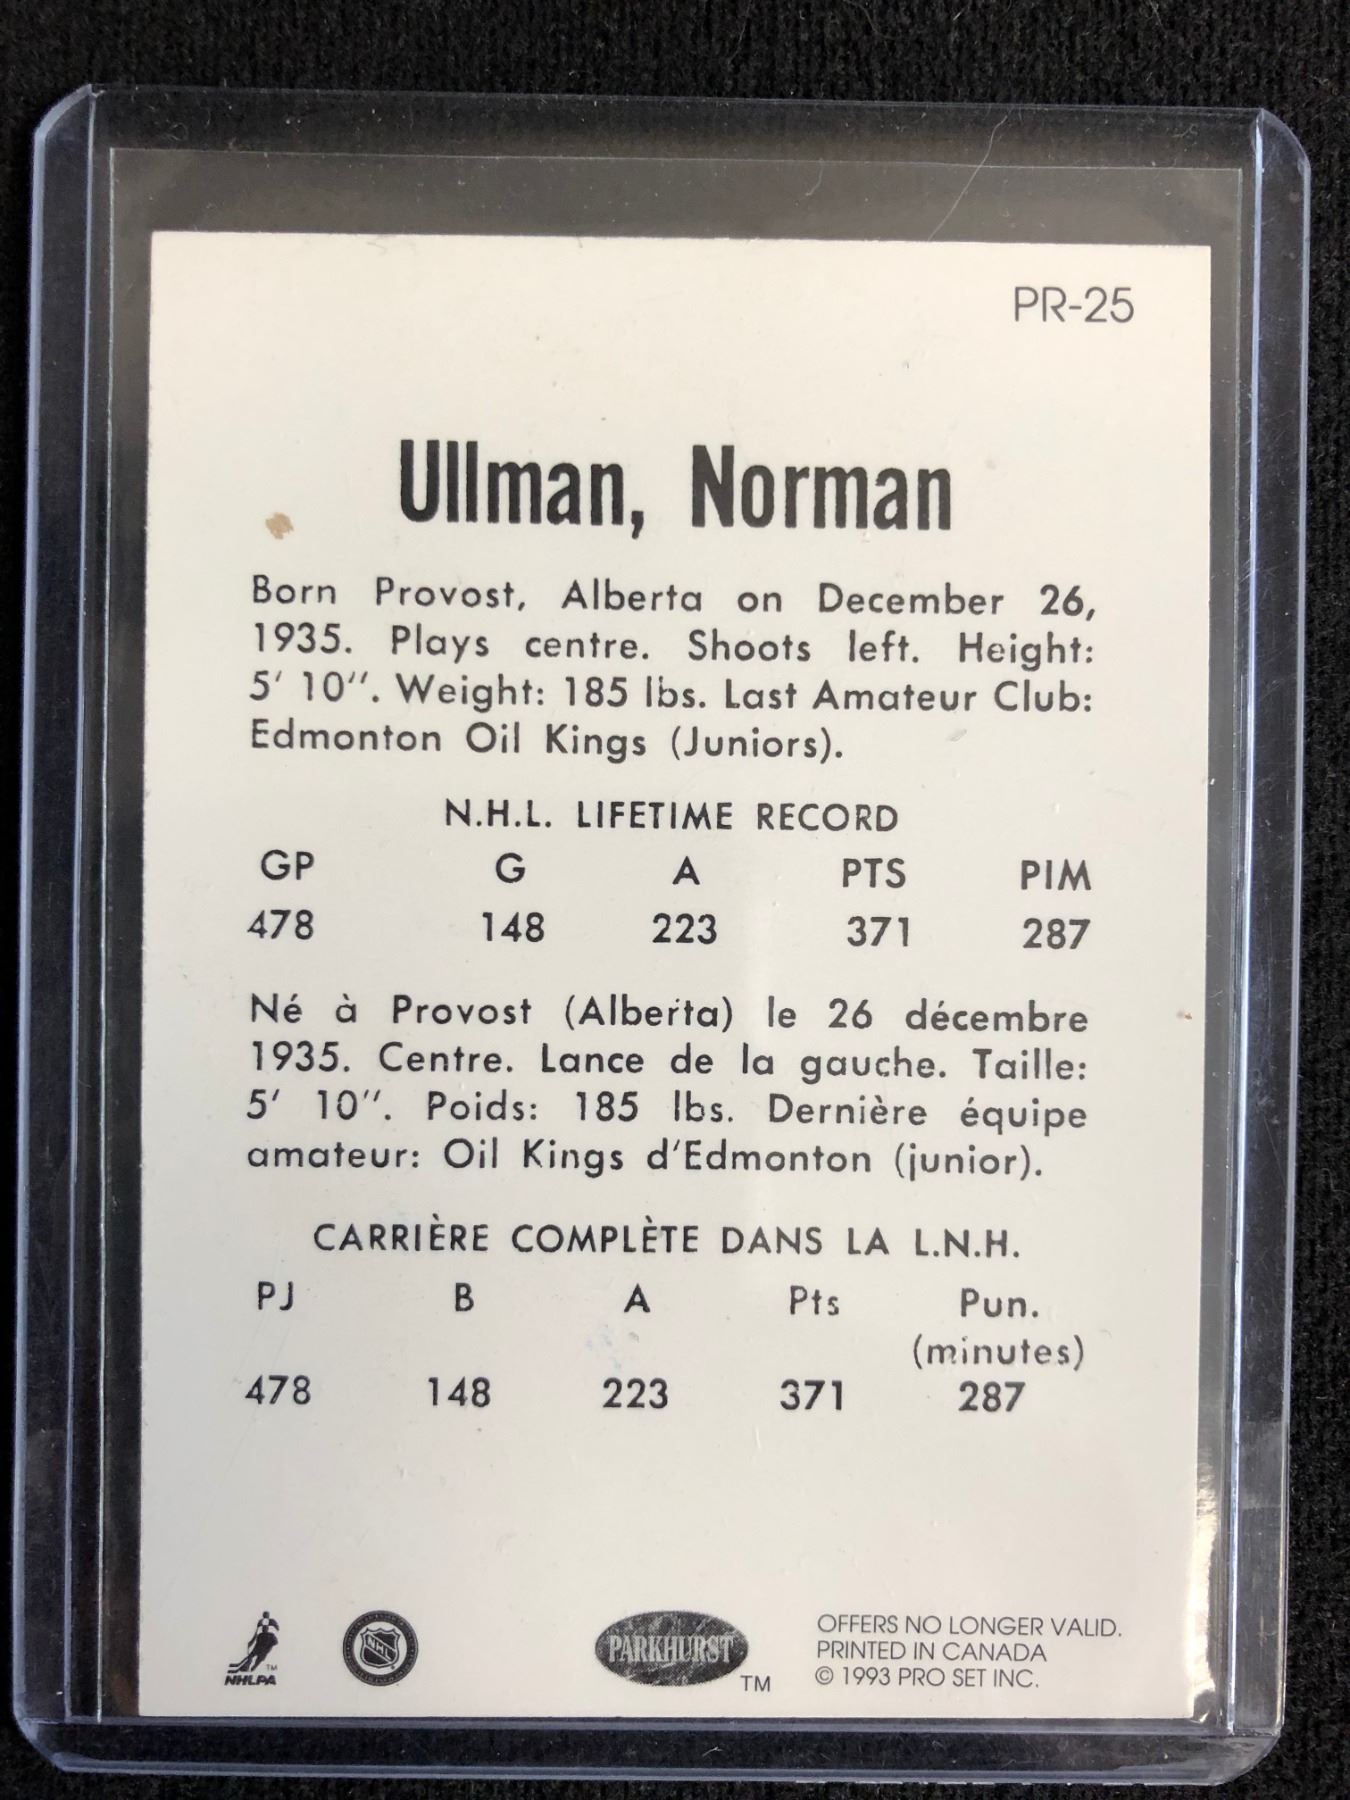 PR-25
Ullman, Norman
Born Provost, Alberta on December 26,
1935. Plays centre. Shoots left. Height:
5' 10''. Weight: 185 lbs. Last Amateur Club:
Edmonton Oil Kings (Juniors).
N.H.L. LIFETIME RECORD
GP G A PTS PIM
478 148 223 371 287
Né à Provost (Alberta) le 26 décembre
1935. Centre. Lance de la gauche. Taille:
5' 10''. Poids: 185 lbs. Dernière équipe
amateur: Oil Kings d'Edmonton (junior).
CARRIÈRE COMPLÈTE DANS LA L.N.H.
PJ B A Pts Pun.
(minutes)
478 148 223 371 287
TM
NHLPA
NHL
PARKHURST
TM
OFFERS NO LONGER VALID.
PRINTED IN CANADA
© 1993 PRO SET INC.